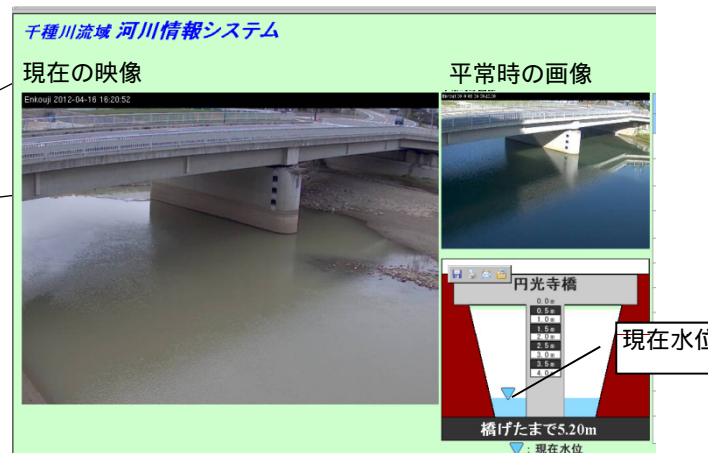 千種川流域 河川情報システム
現在の映像
平常時の画像
Enkouji 2012-04-16 16:20:52
円光寺橋
0.0m
0.5m
1.0m
1.5m
2.0m
2.5m
3.0m
3.5m
4.0m
現在水位
橋げたまで5.20m
:現在水位